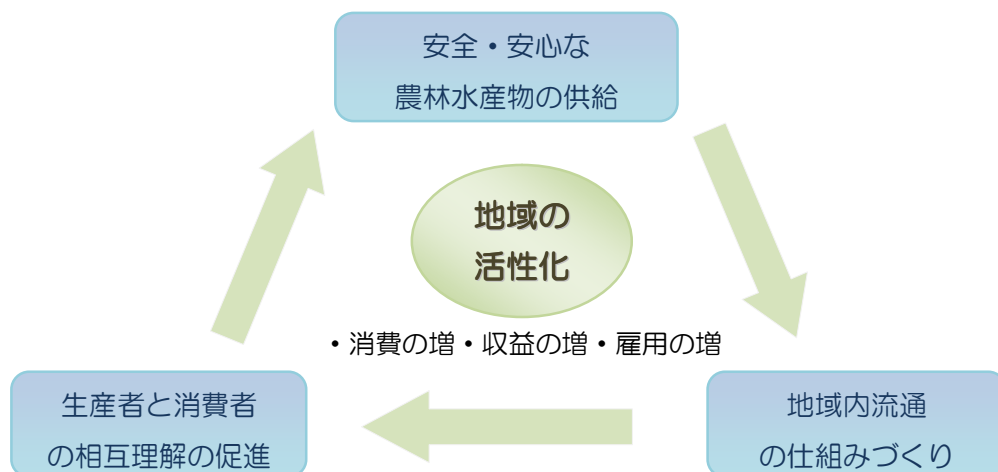 安全・安心な
農林水産物の供給
地域の
活性化
・消費の増・収益の増・雇用の増
生産者と消費者
の相互理解の促進
地域内流通
の仕組みづくり